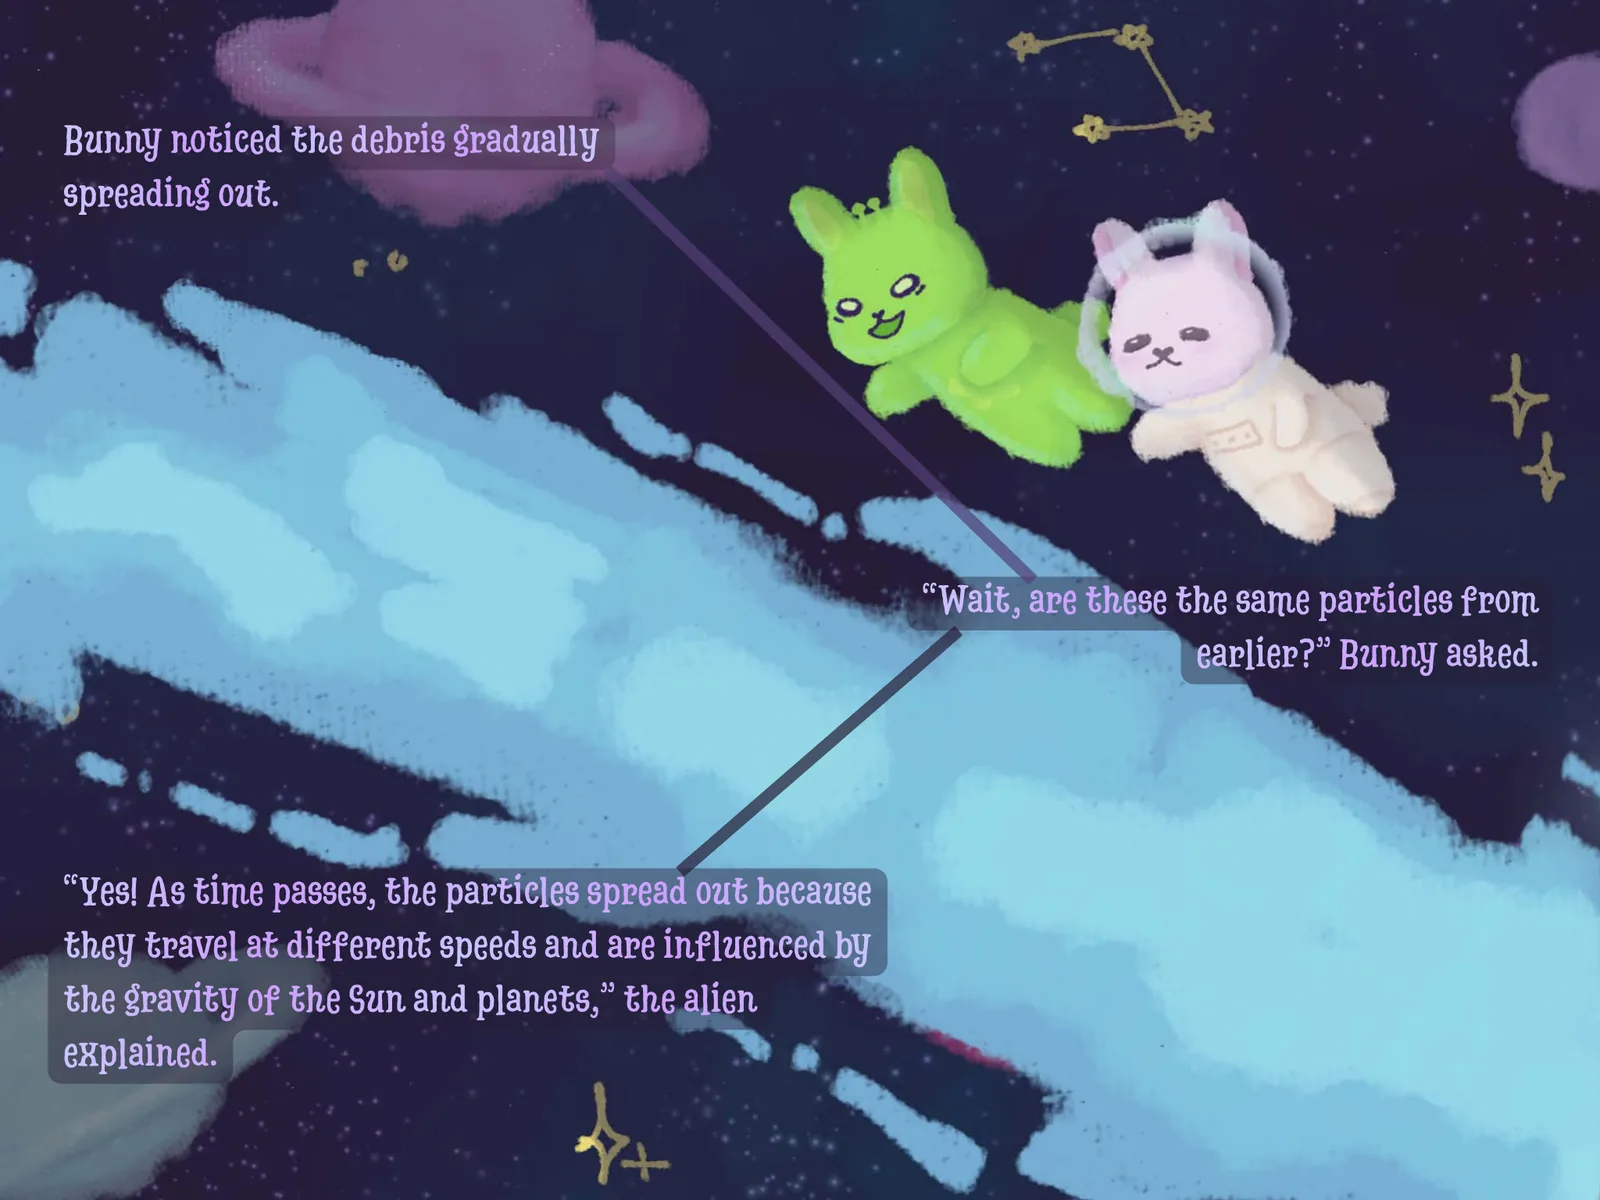 Bunny noticed the debris gradually
spreading out.
“Wait, are these the same particles from
earlier?” Bunny asked.
“Yes! As time passes, the particles spread out because
they travel at different speeds and are influenced by
the gravity of the Sun and planets,” the alien
explained.